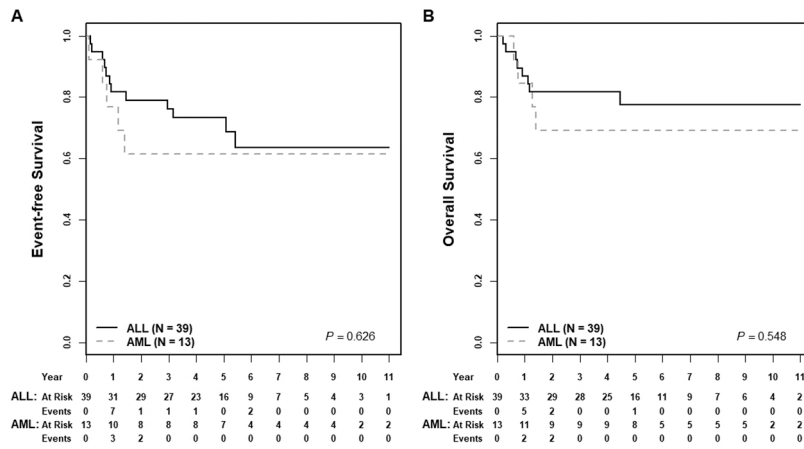 A
Event-free Survival
1.0
0.8
0.6
0.4
0.2
0.0
ALL (N = 39)
AML (N = 13)
P = 0.626
Year 0 1 2 3 4 5 6 7 8 9 10 11
ALL: At Risk 39 31 29 27 23 16 9 7 5 4 3 1
Events 0 7 1 1 1 0 2 0 0 0 0 0
AML: At Risk 13 10 8 8 8 7 4 4 4 4 2 2
Events 0 3 2 0 0 0 0 0 0 0 0 0
B
Overall Survival
1.0
0.8
0.6
0.4
0.2
0.0
ALL (N = 39)
AML (N = 13)
P = 0.548
Year 0 1 2 3 4 5 6 7 8 9 10 11
ALL: At Risk 39 33 29 28 25 16 11 9 7 6 4 2
Events 0 5 2 0 0 1 0 0 0 0 0 0
AML: At Risk 13 11 9 9 9 8 5 5 5 5 2 2
Events 0 2 2 0 0 0 0 0 0 0 0 0